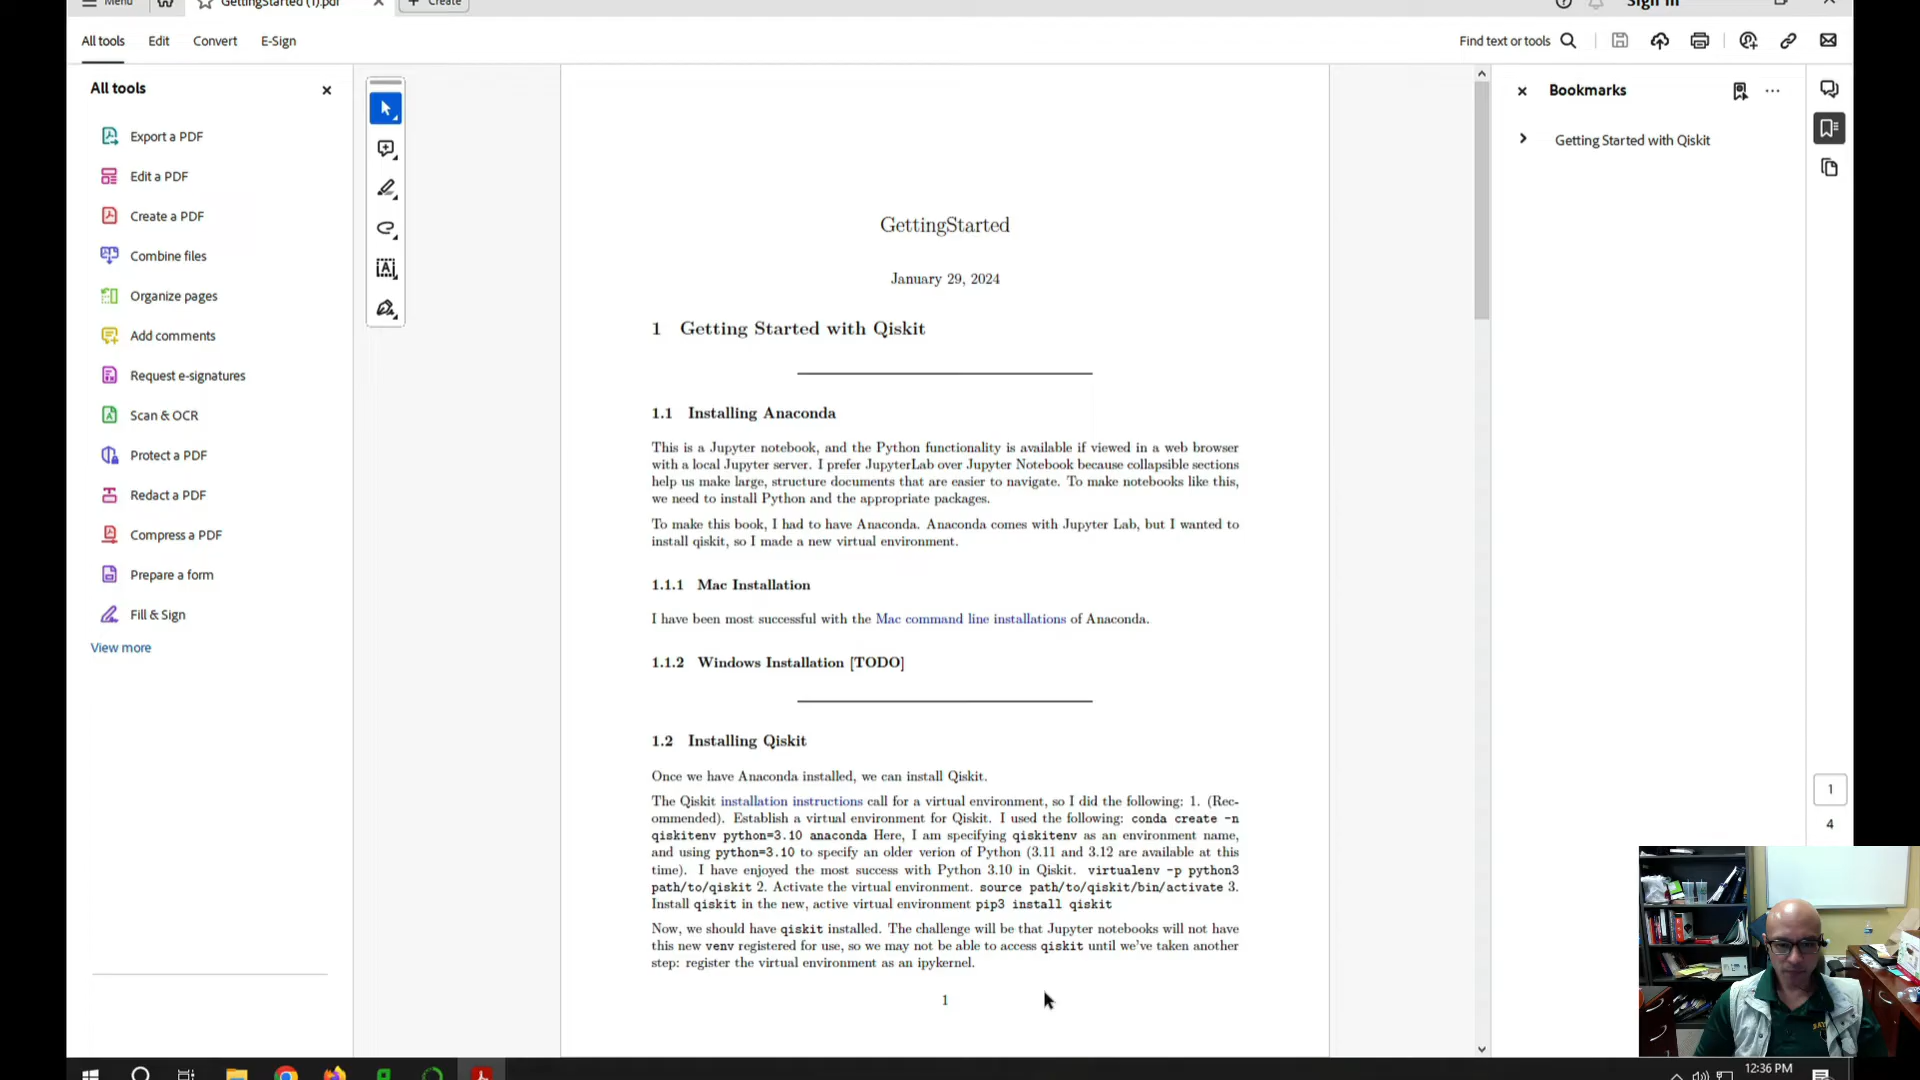 Menu
GettingStarted (1).pdf
Create
Sign in
All tools
Edit
Convert
E-Sign
Find text or tools
All tools
Export a PDF
Edit a PDF
Create a PDF
Combine files
Organize pages
Add comments
Request e-signatures
Scan & OCR
Protect a PDF
Redact a PDF
Compress a PDF
Prepare a form
Fill & Sign
View more
GettingStarted
January 29, 2024
1 Getting Started with Qiskit
1.1 Installing Anaconda
This is a Jupyter notebook, and the Python functionality is available if viewed in a web browser
with a local Jupyter server. I prefer JupyterLab over Jupyter Notebook because collapsible sections
help us make large, structure documents that are easier to navigate. To make notebooks like this,
we need to install Python and the appropriate packages.
To make this book, I had to have Anaconda. Anaconda comes with Jupyter Lab, but I wanted to
install qiskit, so I made a new virtual environment.
1.1.1 Mac Installation
I have been most successful with the Mac command line installations of Anaconda.
1.1.2 Windows Installation [TODO]
1.2 Installing Qiskit
Once we have Anaconda installed, we can install Qiskit.
The Qiskit installation instructions call for a virtual environment, so I did the following: 1. (Rec-
ommended). Establish a virtual environment for Qiskit. I used the following: conda create -n
qiskitenv python=3.10 anaconda Here, I am specifying qiskitenv as an environment name,
and using python=3.10 to specify an older verion of Python (3.11 and 3.12 are available at this
time). I have enjoyed the most success with Python 3.10 in Qiskit. virtualenv -p python3
path/to/qiskit 2. Activate the virtual environment. source path/to/qiskit/bin/activate 3.
Install qiskit in the new, active virtual environment pip3 install qiskit
Now, we should have qiskit installed. The challenge will be that Jupyter notebooks will not have
this new venv registered for use, so we may not be able to access qiskit until we've taken another
step: register the virtual environment as an ipykernel.
1
Bookmarks
Getting Started with Qiskit
1
4
12:36 PM